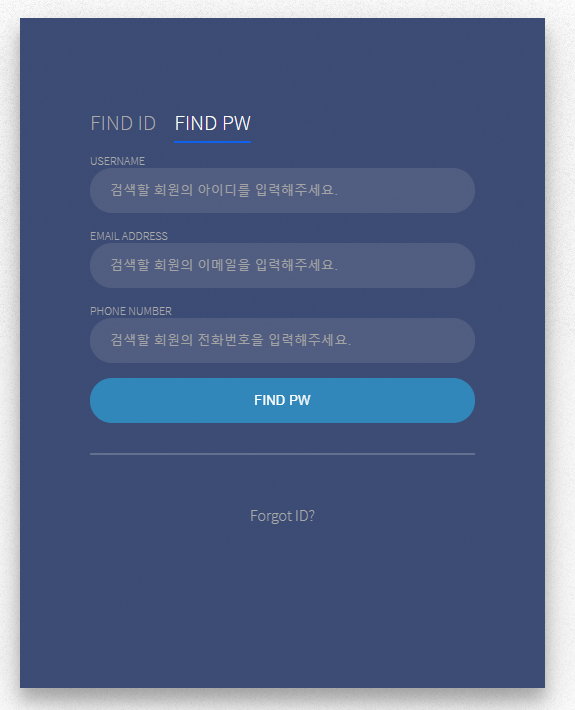 FIND ID FIND PW
USERNAME
검색할 회원의 아이디를 입력해주세요.
EMAIL ADDRESS
검색할 회원의 이메일을 입력해주세요.
PHONE NUMBER
검색할 회원의 전화번호을 입력해주세요.
FIND PW
Forgot ID?